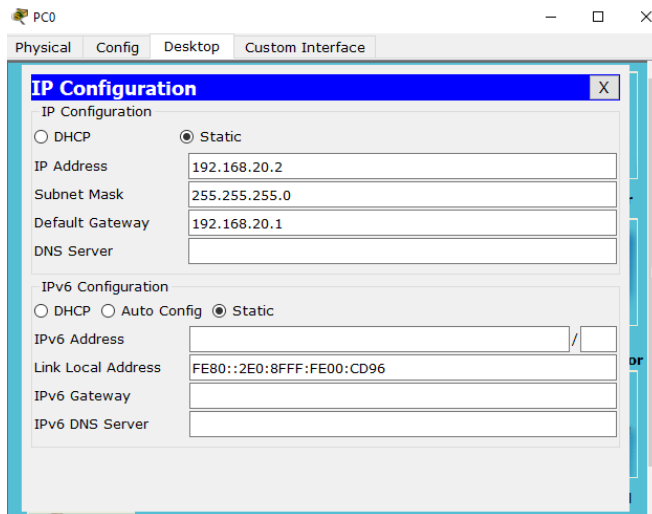 PC0
Physical Config Desktop Custom Interface
IP Configuration X
IP Configuration
DHCP Static
IP Address 192.168.20.2
Subnet Mask 255.255.255.0
Default Gateway 192.168.20.1
DNS Server
IPv6 Configuration
DHCP Auto Config Static
IPv6 Address /
Link Local Address FE80::2E0:8FFF:FE00:CD96
IPv6 Gateway
or
IPv6 DNS Server